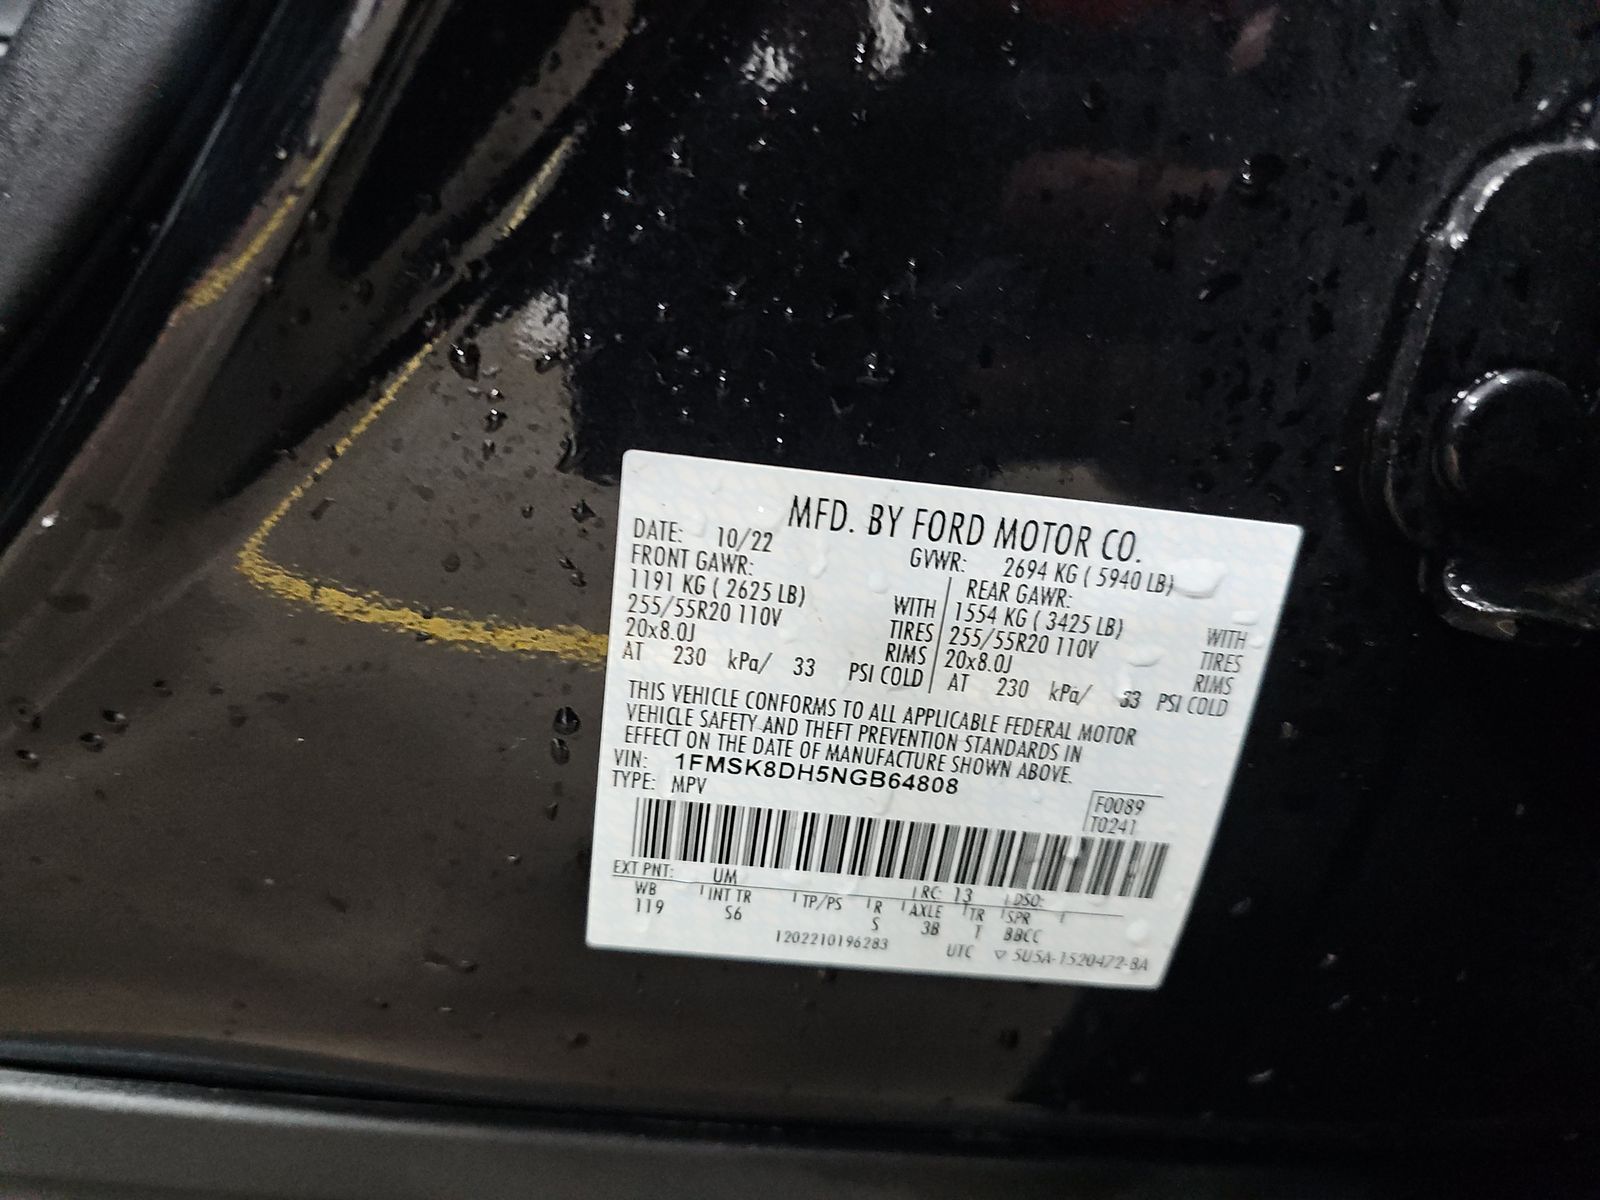 MFD. BY FORD MOTOR CO.
DATE: 10/22 GVWR: 2694 KG ( 5940 LB)
FRONT GAWR: REAR GAWR:
1191 KG ( 2625 LB) WITH 1554 KG ( 3425 LB) WITH
255/55R20 110V TIRES 255/55R20 110V TIRES
20x8.0J RIMS 20x8.0J RIMS
AT 230 kPa/ 33 PSI COLD AT 230 kPa/ 33 PSI COLD
THIS VEHICLE CONFORMS TO ALL APPLICABLE FEDERAL MOTOR
VEHICLE SAFETY AND THEFT PREVENTION STANDARDS IN
EFFECT ON THE DATE OF MANUFACTURE SHOWN ABOVE.
VIN: 1FMSK8DH5NGB64808
TYPE: MPV
F0089
T0241
EXT PNT: UM RC: 13 DSO:
WB INT TR TP/PS R AXLE TR SPR
119 S6 S 3B T BBCC
1202210196283 UTC ▽ 5U5A-1520472-BA